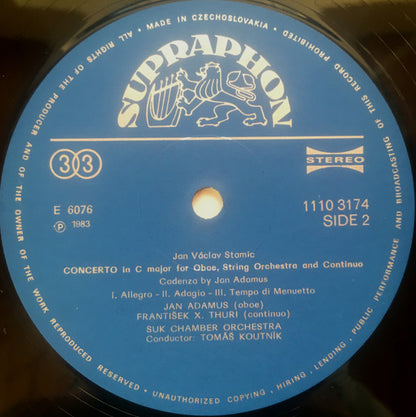 ALL RIGHTS OF THE PRODUCER AND OF THE OWNER OF THE WORK REPRODUCED RESERVED • UNAUTHORIZED COPYING, HIRING, LENDING, PUBLIC PERFORMANCE AND BROADCASTING OF THIS RECORD PROHIBITED • MADE IN CZECHOSLOVAKIA •
SUPRAPHON
33
STEREO
E 6076
1110 3174
Ⓟ 1983
SIDE 2
Jan Václav Stamic
CONCERTO in C major for Oboe, String Orchestra and Continuo
Cadenza by Jan Adamus
I. Allegro - II. Adagio - III. Tempo di Menuetto
JAN ADAMUS (oboe)
FRANTIŠEK X. THURI (continuo)
SUK CHAMBER ORCHESTRA
Conductor: TOMÁŠ KOUTNÍK